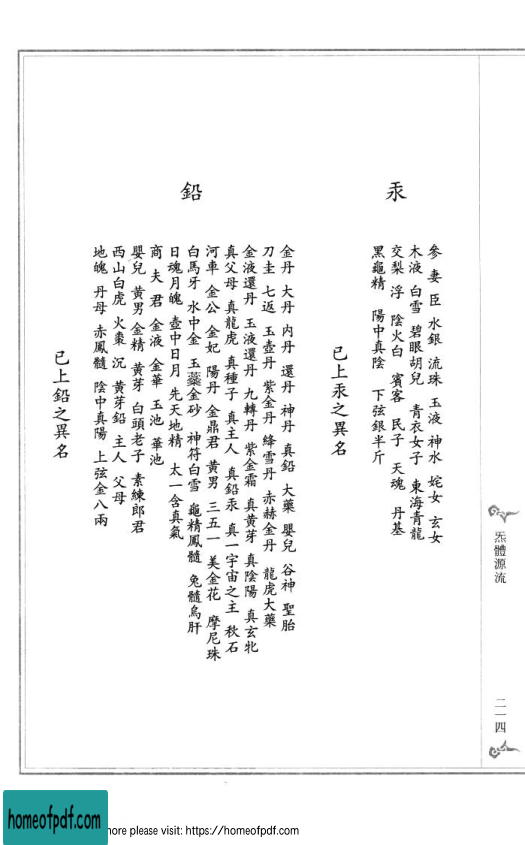 汞
參 妻 臣 水銀 流珠 玉液 神水 姹女 玄女
木液 白雪 碧眼胡兒 青衣女子 東海青龍
交梨 浮 陰火白 賓客 民子 天魂 丹基
黑龜精 陽中真陰 下弦銀半斤
已上汞之異名
鉛
金丹 大丹 內丹 還丹 神丹 真鉛 大藥 嬰兒 谷神 聖胎
刀圭 七返 玉壺丹 紫金丹 絳雪丹 赤赫金丹 龍虎大藥
金液還丹 玉液還丹 九轉丹 紫金霜 真黃芽 真陰陽 真玄牝
真父母 真龍虎 真種子 真主人 真鉛汞 真一宇宙之主 秋石
河車 金公 金妃 陽丹 金鼎君 黃男 三五一 美金花 摩尼珠
白馬牙 水中金 玉蘂金砂 神符白雪 龜精鳳髓 兔髓烏肝
日魂月魄 壺中日月 先天地精 太一含真氣
商 夫 君 金液 金華 玉池 華池
嬰兒 黃男 金精 黃芽 白頭老子 素練郎君
西山白虎 火棗 沉 黃芽鉛 主人 父母
地魄 丹母 赤鳳髓 陰中真陽 上弦金八兩
已上鉛之異名
炁體源流
二一四
homeofpdf.com
more please visit: https://homeofpdf.com